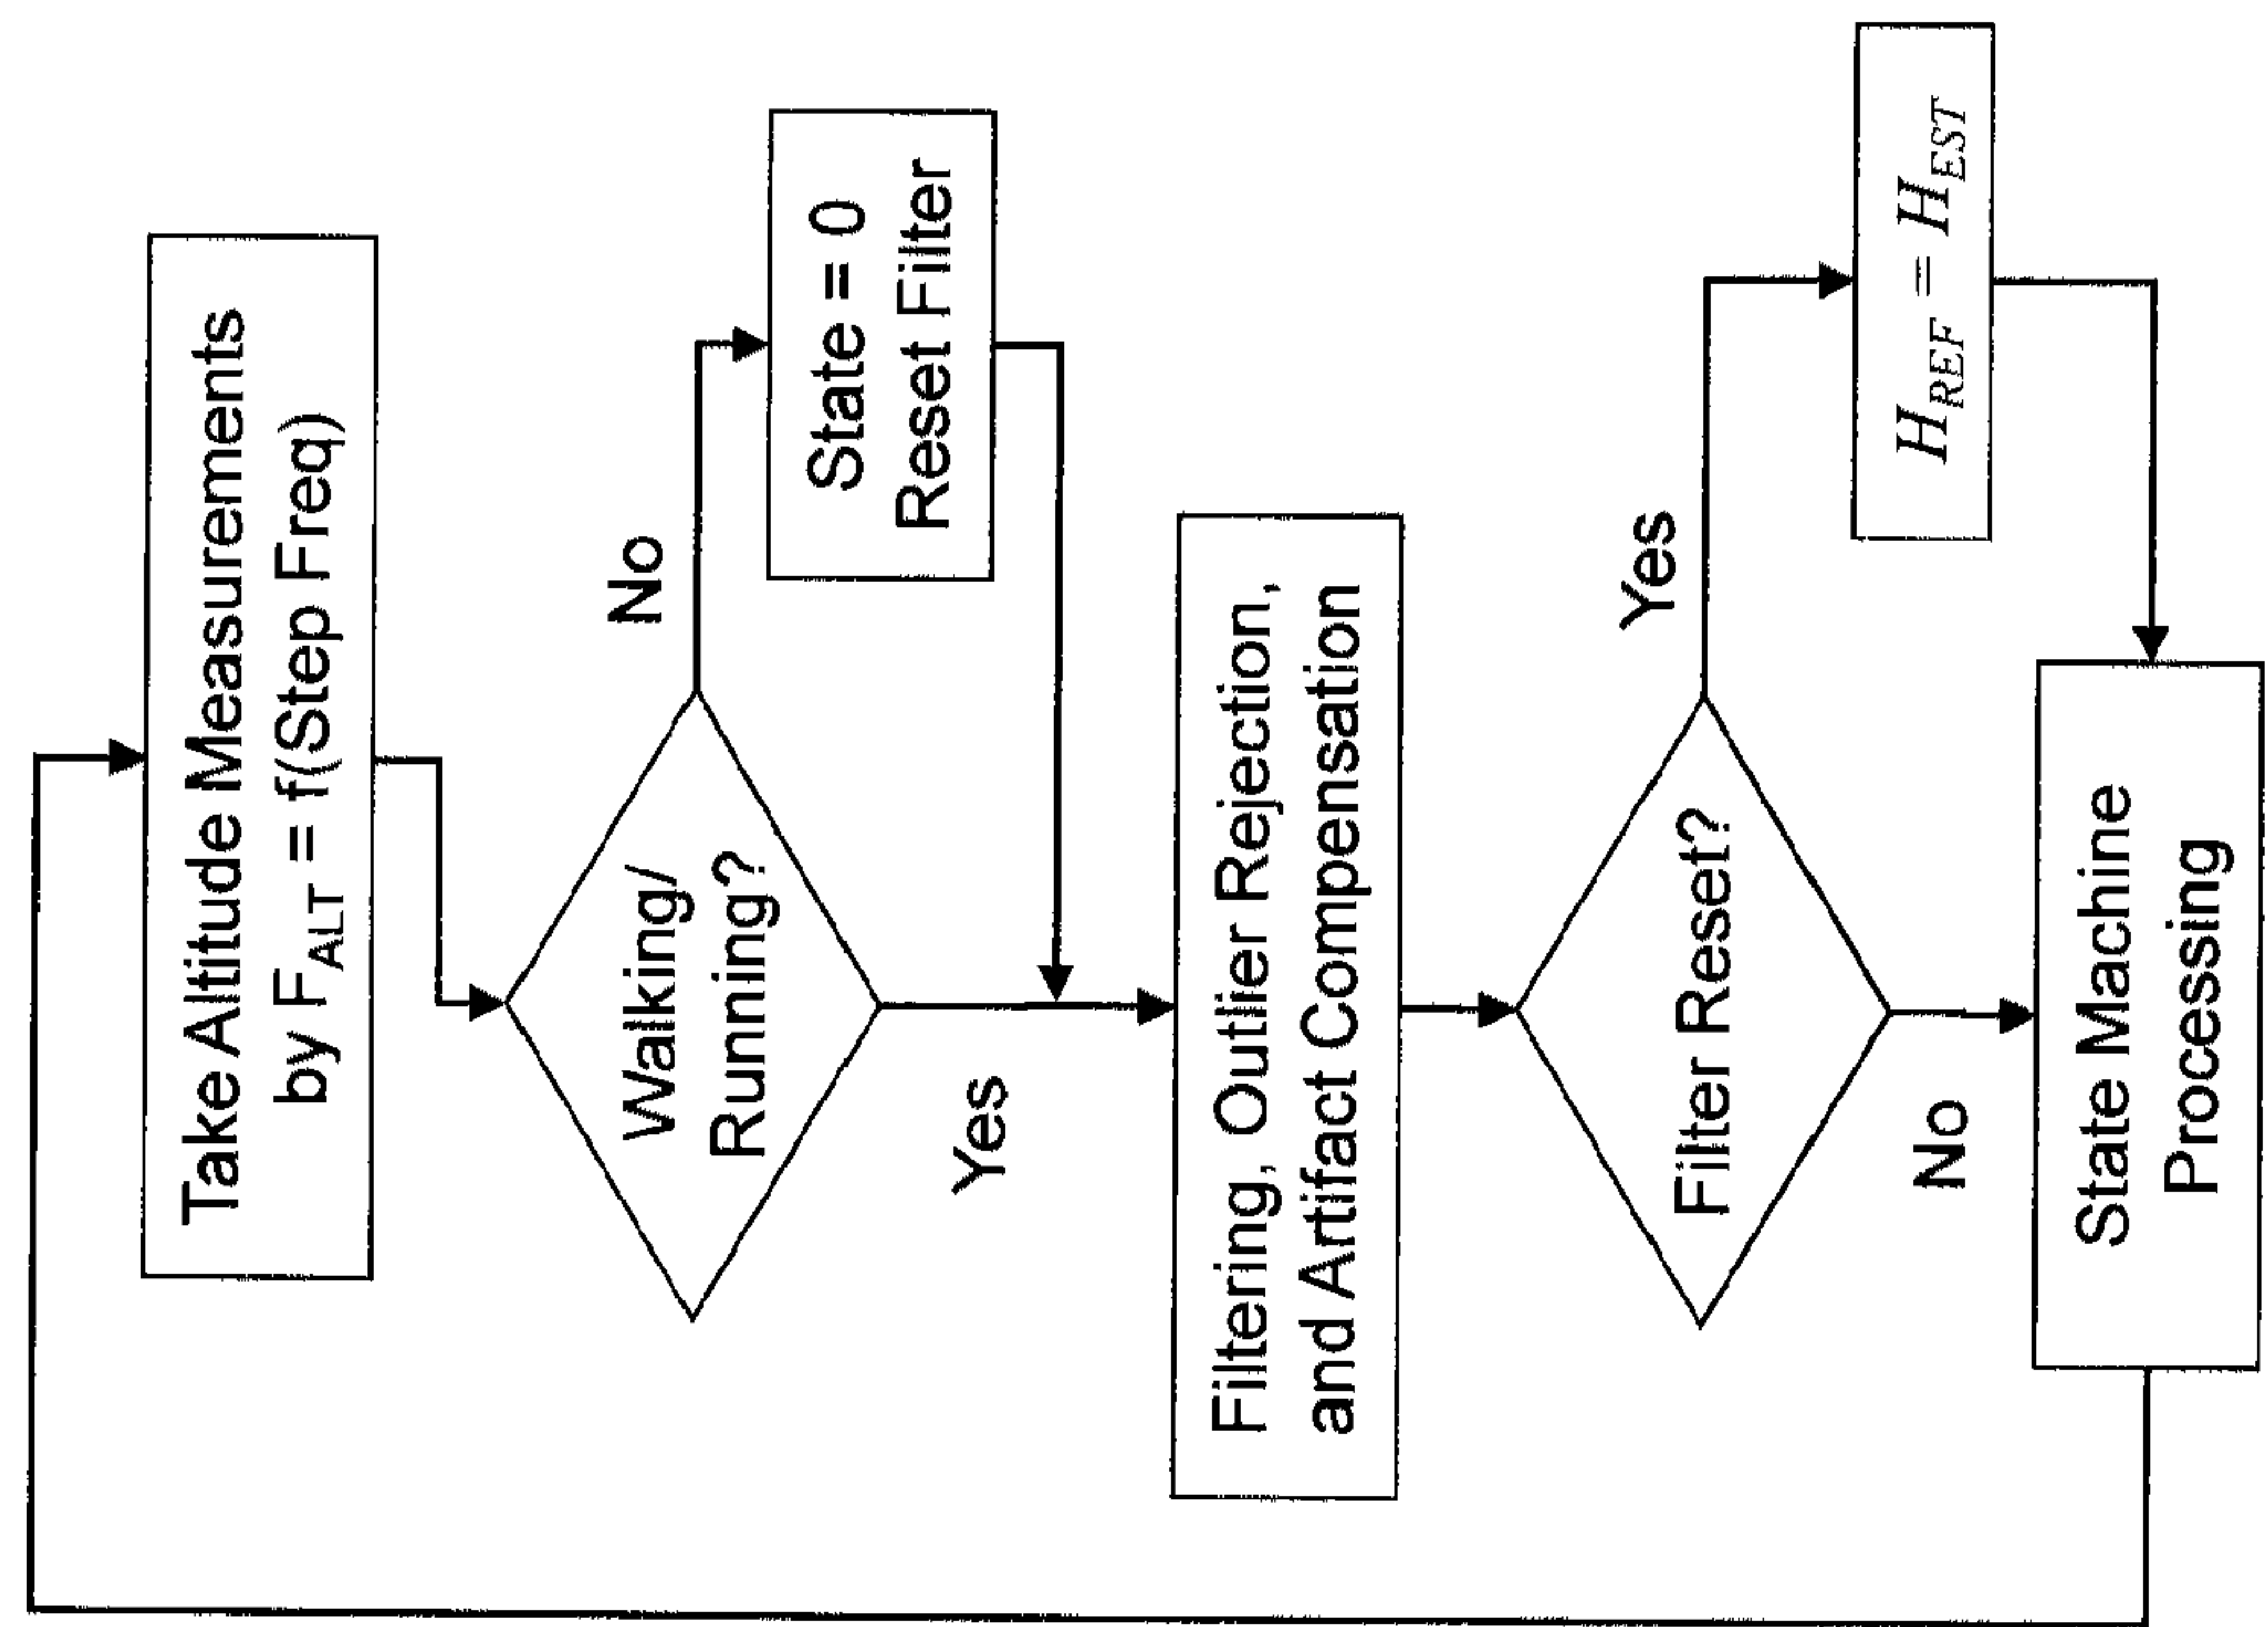 Take Altitude Measurements
by F_ALT = f(Step Freq)
Walking/
Running?
No
State = 0
Reset Filter
Yes
Filtering, Outlier Rejection,
and Artifact Compensation
Filter Reset?
Yes
H_REF = H_EST
No
State Machine
Processing